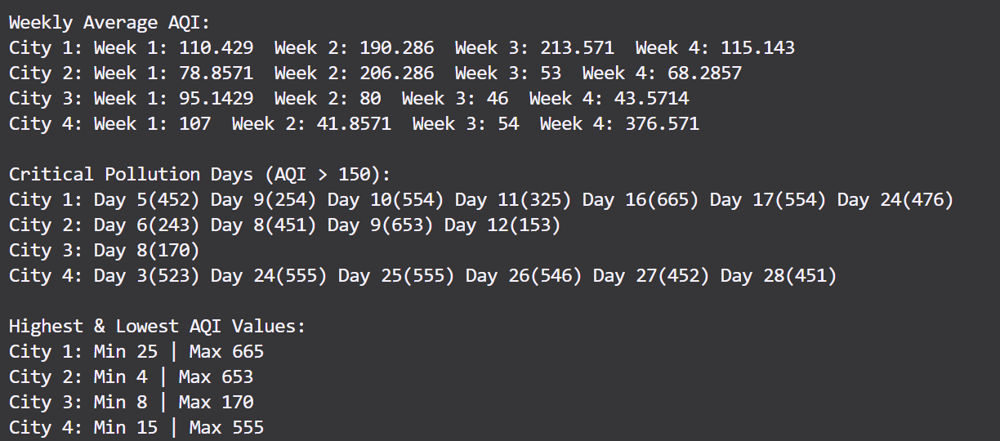 Weekly Average AQI:
City 1: Week 1: 110.429  Week 2: 190.286  Week 3: 213.571  Week 4: 115.143
City 2: Week 1: 78.8571  Week 2: 206.286  Week 3: 53  Week 4: 68.2857
City 3: Week 1: 95.1429  Week 2: 80  Week 3: 46  Week 4: 43.5714
City 4: Week 1: 107  Week 2: 41.8571  Week 3: 54  Week 4: 376.571
Critical Pollution Days (AQI > 150):
City 1: Day 5(452) Day 9(254) Day 10(554) Day 11(325) Day 16(665) Day 17(554) Day 24(476)
City 2: Day 6(243) Day 8(451) Day 9(653) Day 12(153)
City 3: Day 8(170)
City 4: Day 3(523) Day 24(555) Day 25(555) Day 26(546) Day 27(452) Day 28(451)
Highest & Lowest AQI Values:
City 1: Min 25 | Max 665
City 2: Min 4 | Max 653
City 3: Min 8 | Max 170
City 4: Min 15 | Max 555